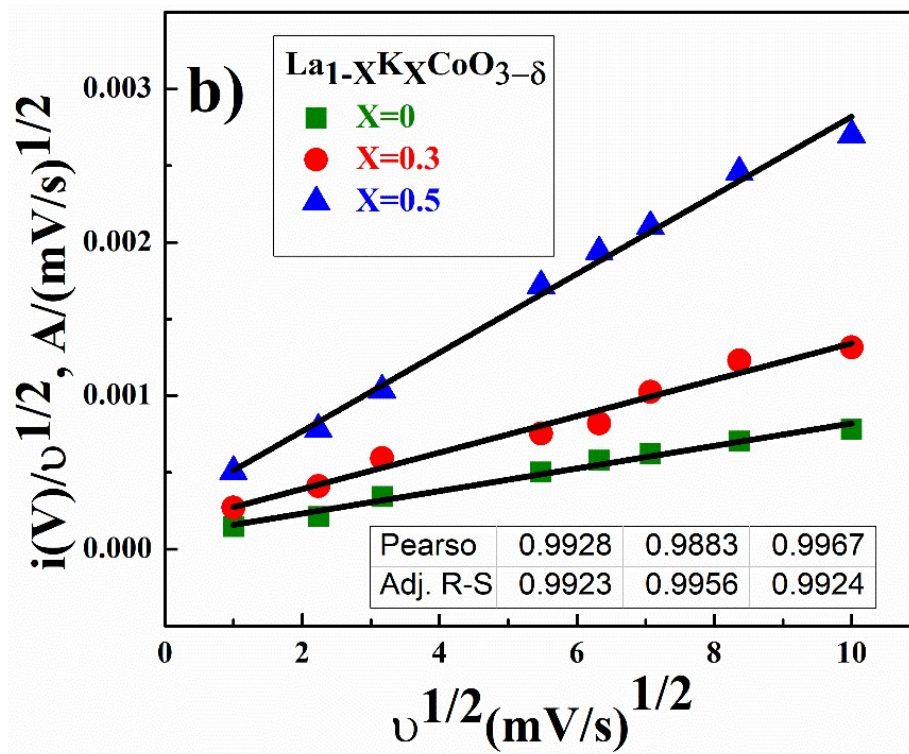 b)
La1-XKXCoO3–δ
X=0
X=0.3
X=0.5
0.003
0.002
0.001
0.000
i(V)/υ1/2, A/(mV/s)1/2
Pearso 0.9928 0.9883 0.9967
Adj. R-S 0.9923 0.9956 0.9924
0 2 4 6 8 10
υ1/2(mV/s)1/2